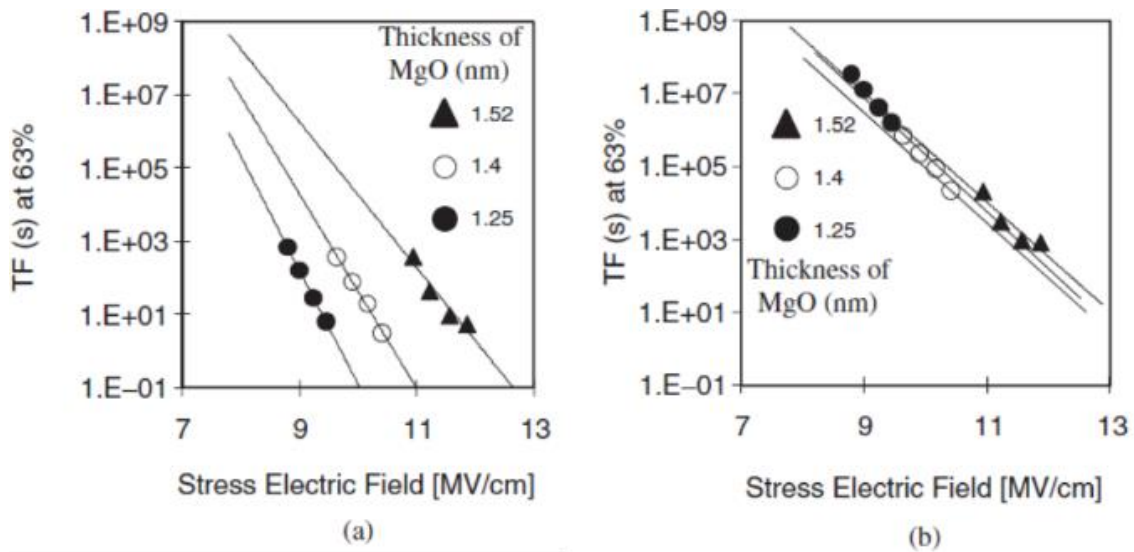 1.E+09
1.E+07
1.E+05
1.E+03
1.E+01
1.E−01
TF (s) at 63%
Thickness of
MgO (nm)
1.52
1.4
1.25
7 9 11 13
Stress Electric Field [MV/cm]
(a)
1.E+09
1.E+07
1.E+05
1.E+03
1.E+01
1.E−01
TF (s) at 63%
1.52
1.4
1.25
Thickness of
MgO (nm)
7 9 11 13
Stress Electric Field [MV/cm]
(b)